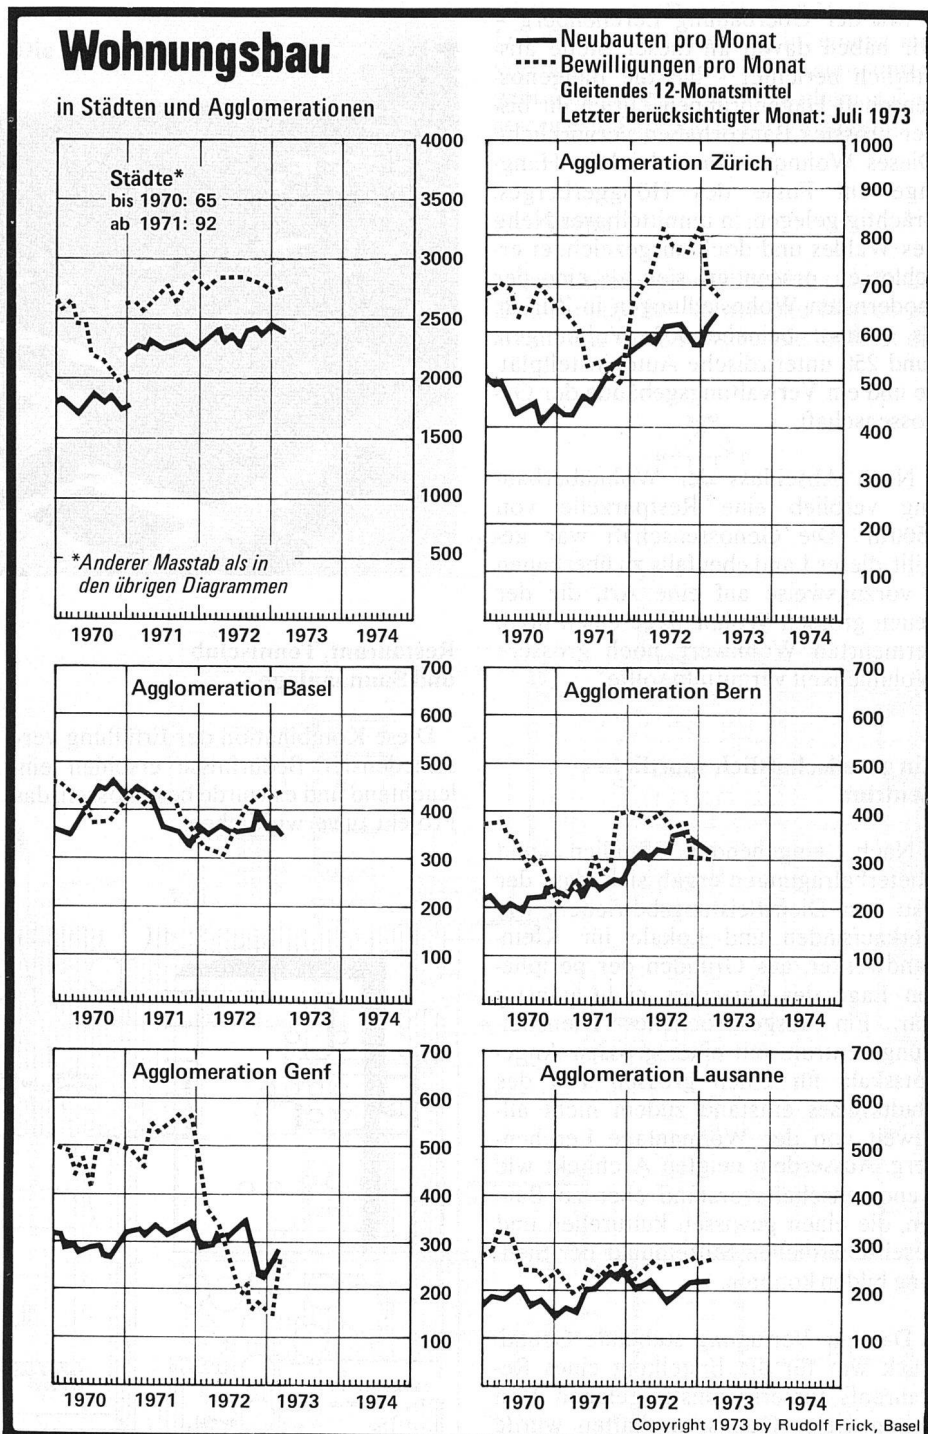 Wohnungsbau
in Städten und Agglomerationen
Neubauten pro Monat
Bewilligungen pro Monat
Gleitendes 12-Monatsmittel
Letzter berücksichtigter Monat: Juli 1973
Städte*
bis 1970: 65
ab 1971: 92
4000
3500
3000
2500
2000
1500
1000
500
*Anderer Masstab als in
den übrigen Diagrammen
1970 1971 1972 1973 1974
Agglomeration Zürich
1000
900
800
700
600
500
400
300
200
100
1970 1971 1972 1973 1974
Agglomeration Basel
700
600
500
400
300
200
100
1970 1971 1972 1973 1974
Agglomeration Bern
700
600
500
400
300
200
100
1970 1971 1972 1973 1974
Agglomeration Genf
700
600
500
400
300
200
100
1970 1971 1972 1973 1974
Agglomeration Lausanne
700
600
500
400
300
200
100
1970 1971 1972 1973 1974
Copyright 1973 by Rudolf Frick, Basel